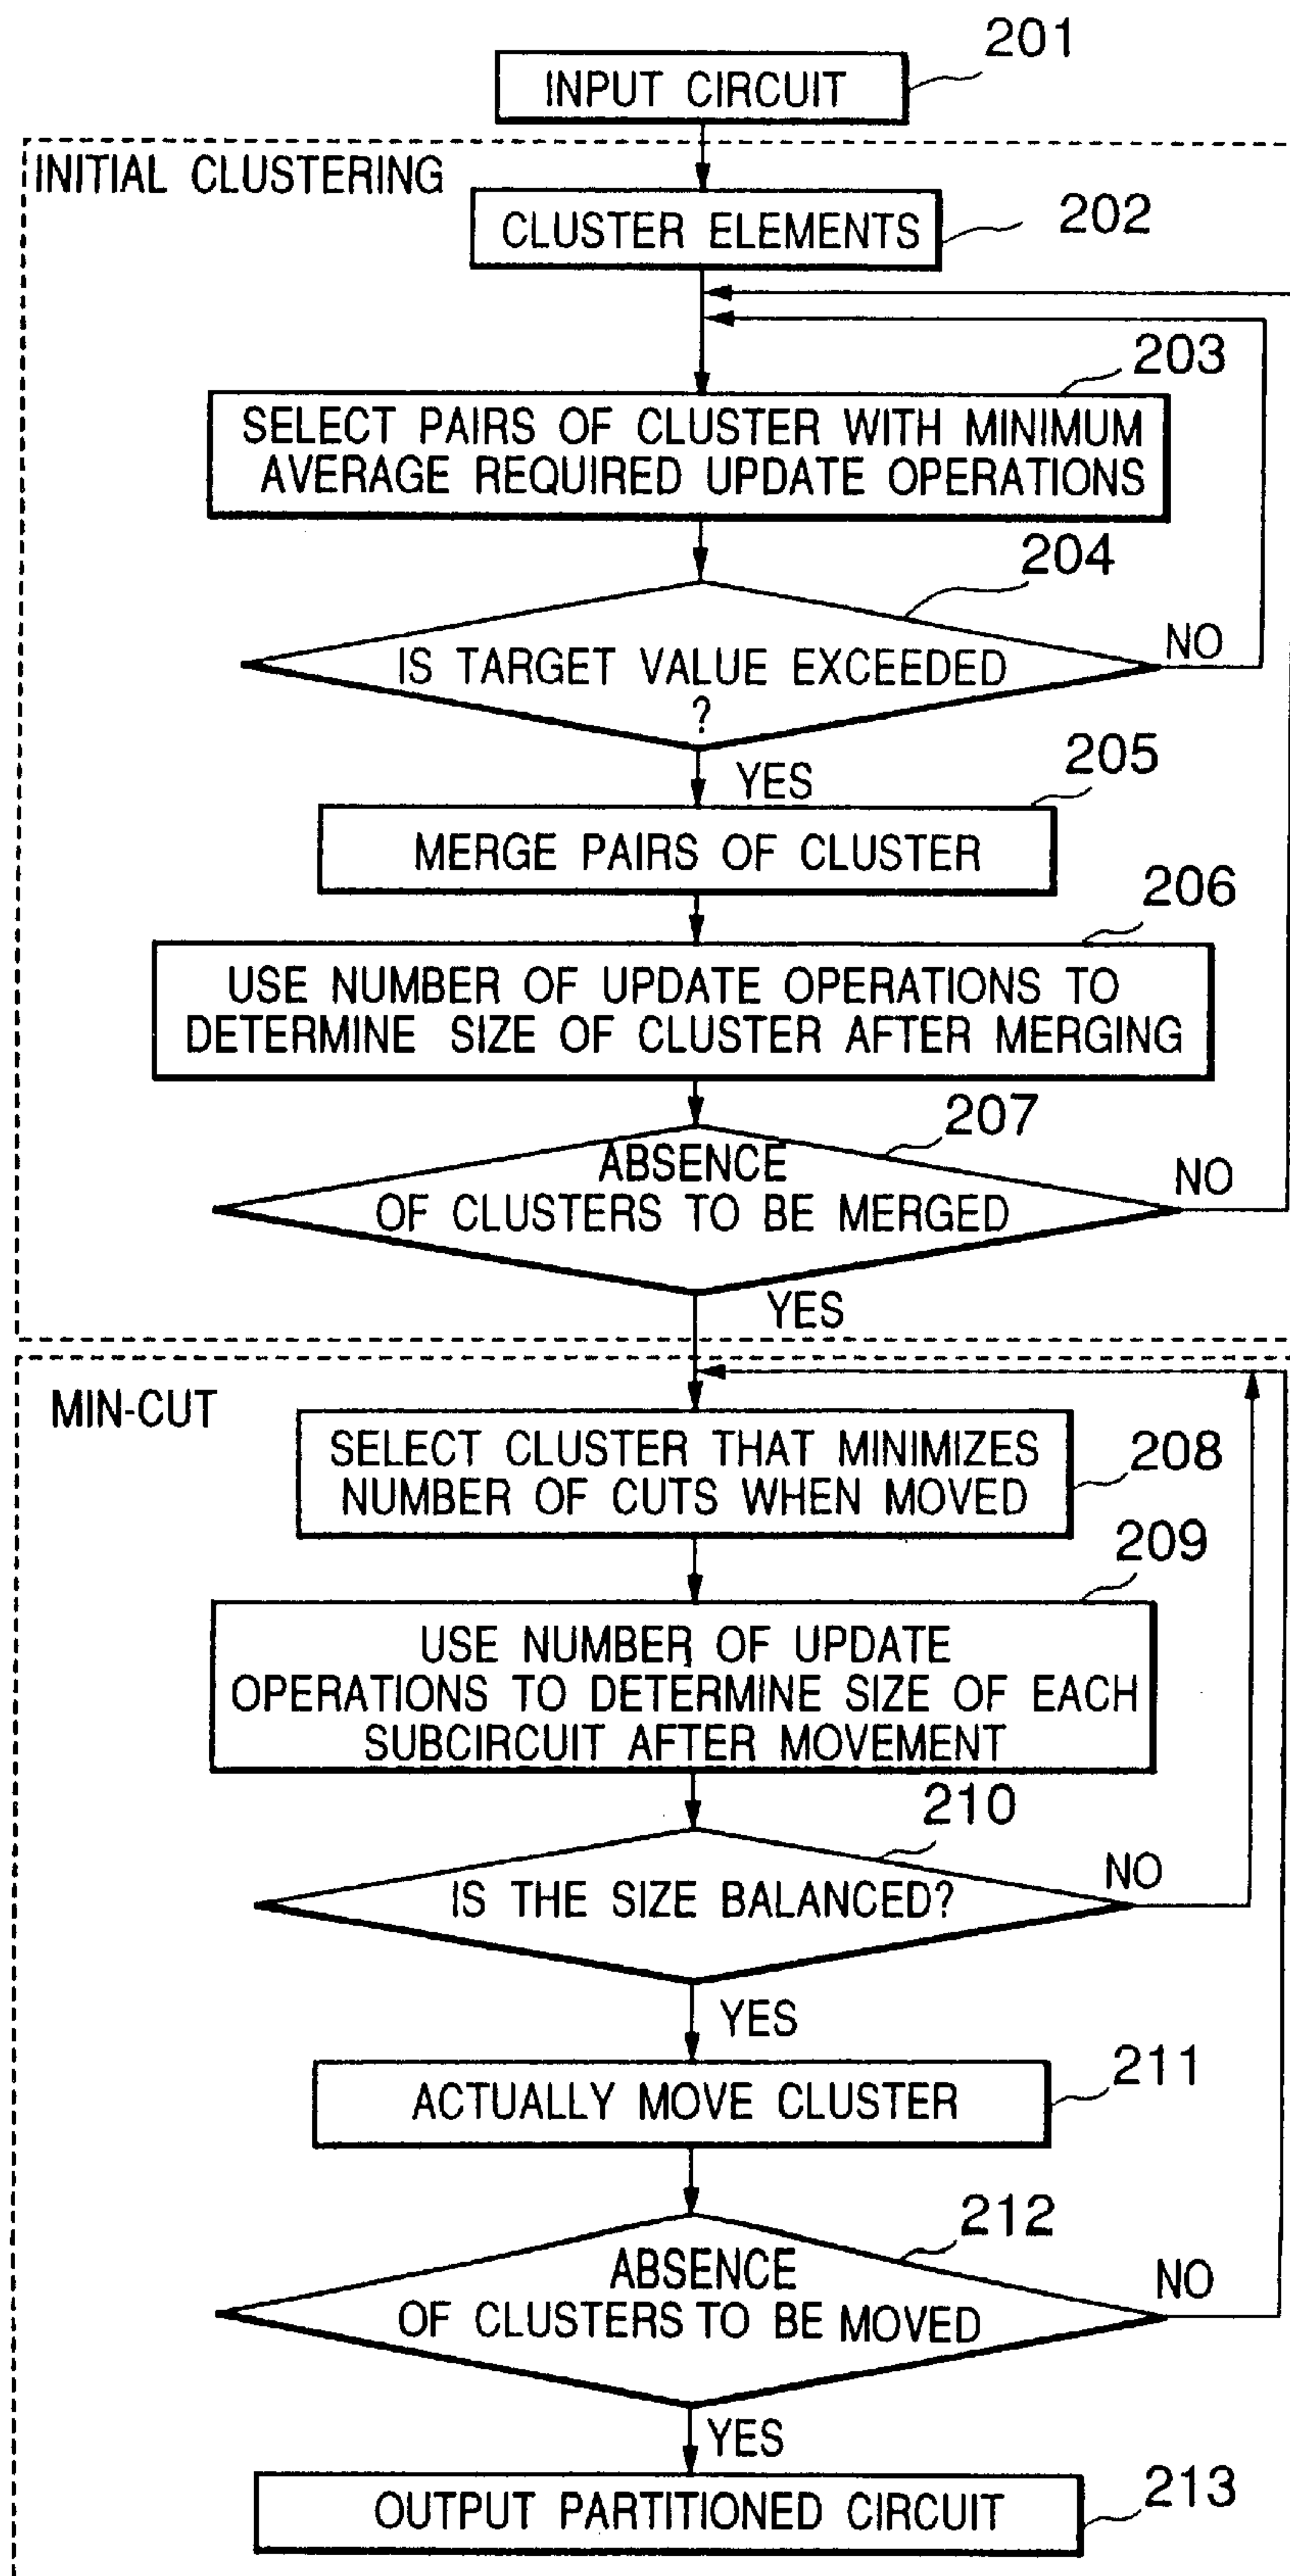 201
INPUT CIRCUIT
INITIAL CLUSTERING
CLUSTER ELEMENTS
202
203
SELECT PAIRS OF CLUSTER WITH MINIMUM
AVERAGE REQUIRED UPDATE OPERATIONS
204
IS TARGET VALUE EXCEEDED
?
NO
YES
205
MERGE PAIRS OF CLUSTER
206
USE NUMBER OF UPDATE OPERATIONS TO
DETERMINE SIZE OF CLUSTER AFTER MERGING
207
ABSENCE
OF CLUSTERS TO BE MERGED
NO
YES
MIN-CUT
SELECT CLUSTER THAT MINIMIZES
NUMBER OF CUTS WHEN MOVED
208
209
USE NUMBER OF UPDATE
OPERATIONS TO DETERMINE SIZE OF EACH
SUBCIRCUIT AFTER MOVEMENT
210
IS THE SIZE BALANCED?
NO
YES
211
ACTUALLY MOVE CLUSTER
212
ABSENCE
OF CLUSTERS TO BE MOVED
NO
YES
OUTPUT PARTITIONED CIRCUIT
213